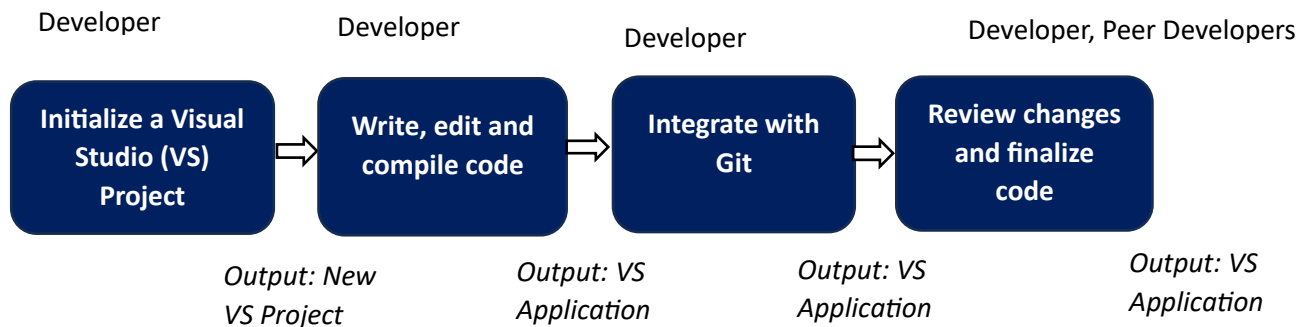 Developer
Developer
Developer
Developer, Peer Developers
Initialize a Visual
Studio (VS)
Project
Write, edit and
compile code
Integrate with
Git
Review changes
and finalize
code
Output: New
VS Project
Output: VS
Application
Output: VS
Application
Output: VS
Application